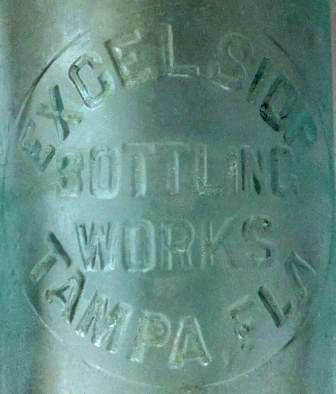 EXCELSIOR
BOTTLING
WORKS
TAMPA FLA